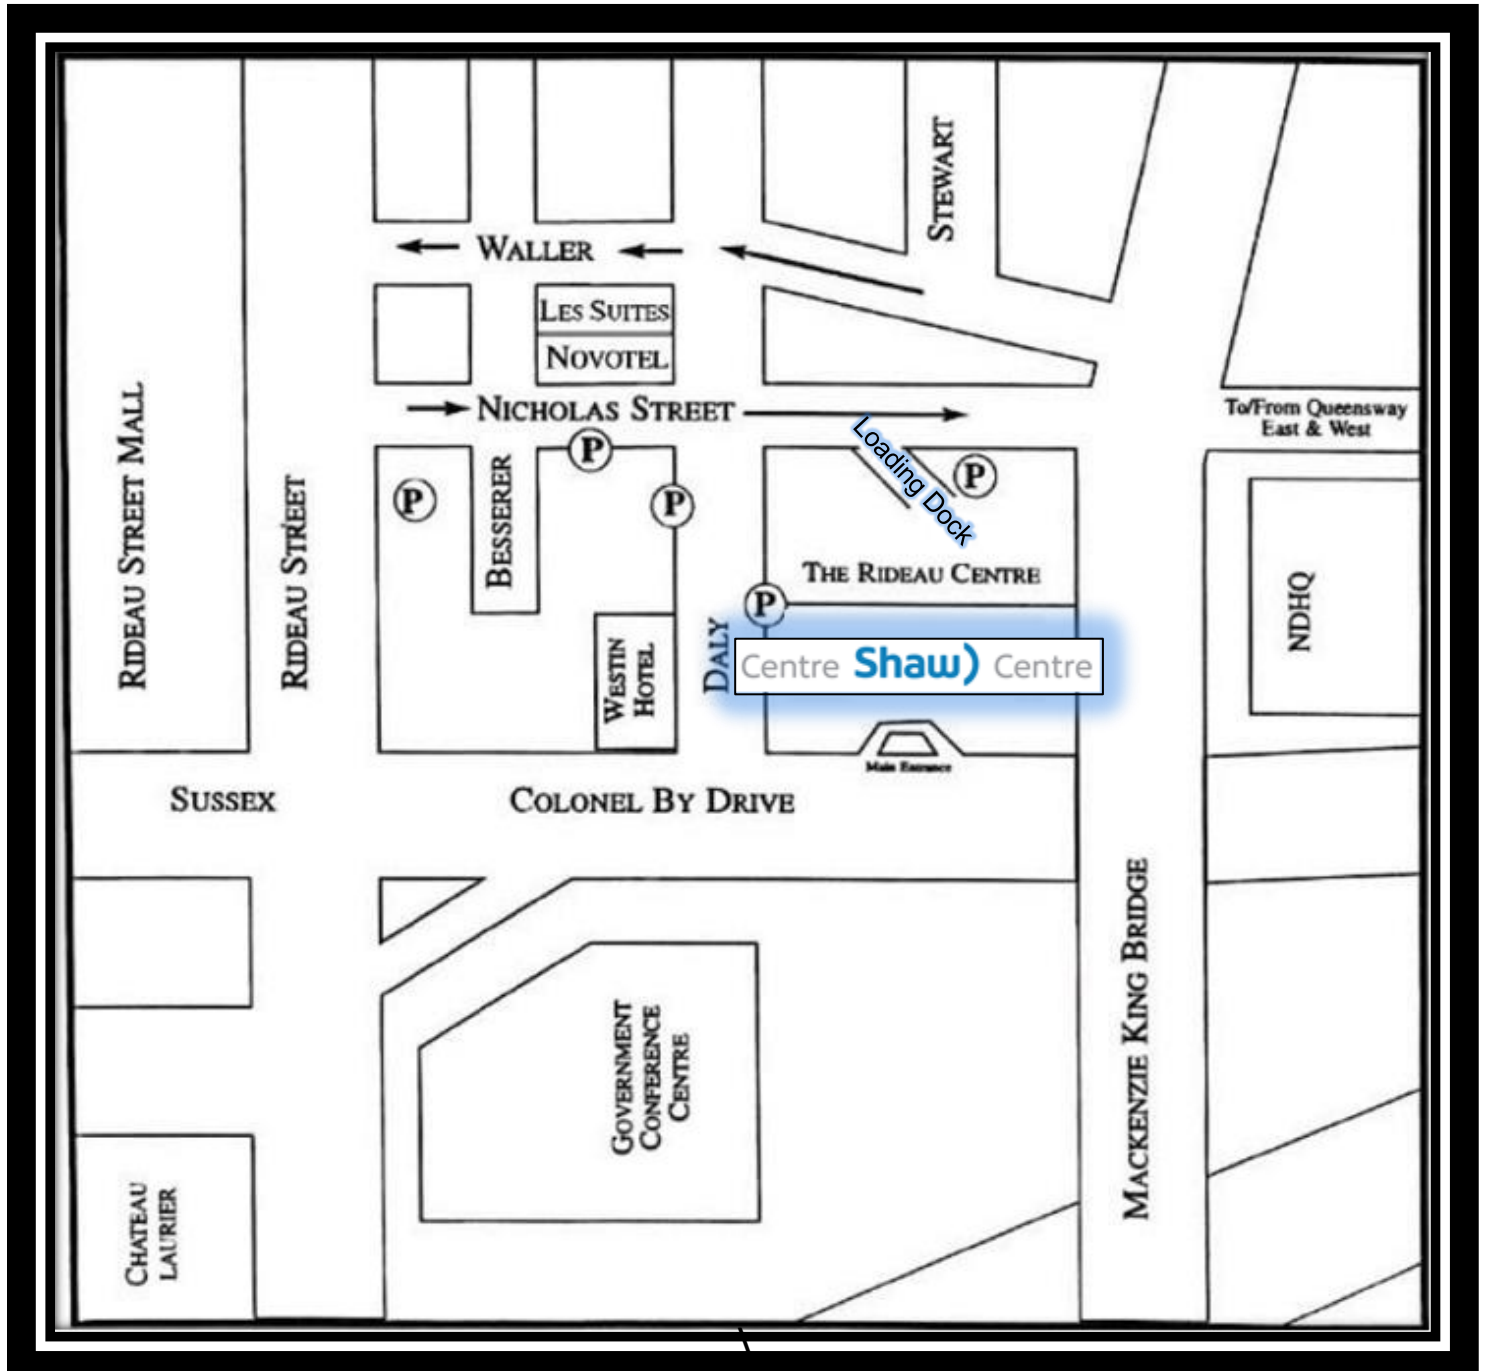 STEWART
WALLER
LES SUITES
NOVOTEL
NICHOLAS STREET
To/From Queensway
East & West
RIDEAU STREET MALL
RIDEAU STREET
P
P
P
BESSERER
Loading Dock
P
THE RIDEAU CENTRE
P
NDHQ
WESTIN
HOTEL
DALY
Centre Shaw) Centre
Main Entrance
SUSSEX
COLONEL BY DRIVE
MACKENZIE KING BRIDGE
GOVERNMENT
CONFERENCE
CENTRE
CHATEAU
LAURIER